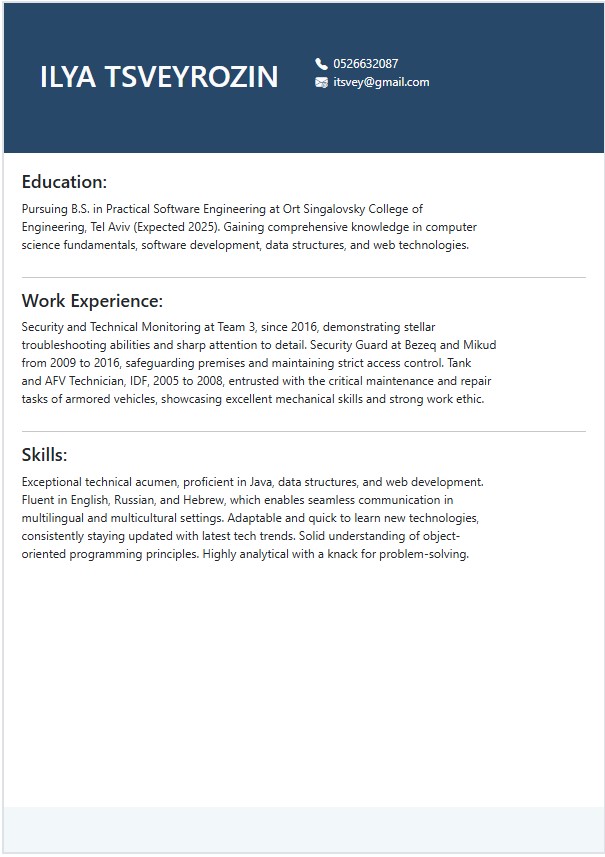 ILYA TSVEYROZIN
0526632087
itsvey@gmail.com
Education:
Pursuing B.S. in Practical Software Engineering at Ort Singalovsky College of
Engineering, Tel Aviv (Expected 2025). Gaining comprehensive knowledge in computer
science fundamentals, software development, data structures, and web technologies.
Work Experience:
Security and Technical Monitoring at Team 3, since 2016, demonstrating stellar
troubleshooting abilities and sharp attention to detail. Security Guard at Bezeq and Mikud
from 2009 to 2016, safeguarding premises and maintaining strict access control. Tank
and AFV Technician, IDF, 2005 to 2008, entrusted with the critical maintenance and repair
tasks of armored vehicles, showcasing excellent mechanical skills and strong work ethic.
Skills:
Exceptional technical acumen, proficient in Java, data structures, and web development.
Fluent in English, Russian, and Hebrew, which enables seamless communication in
multilingual and multicultural settings. Adaptable and quick to learn new technologies,
consistently staying updated with latest tech trends. Solid understanding of object-
oriented programming principles. Highly analytical with a knack for problem-solving.